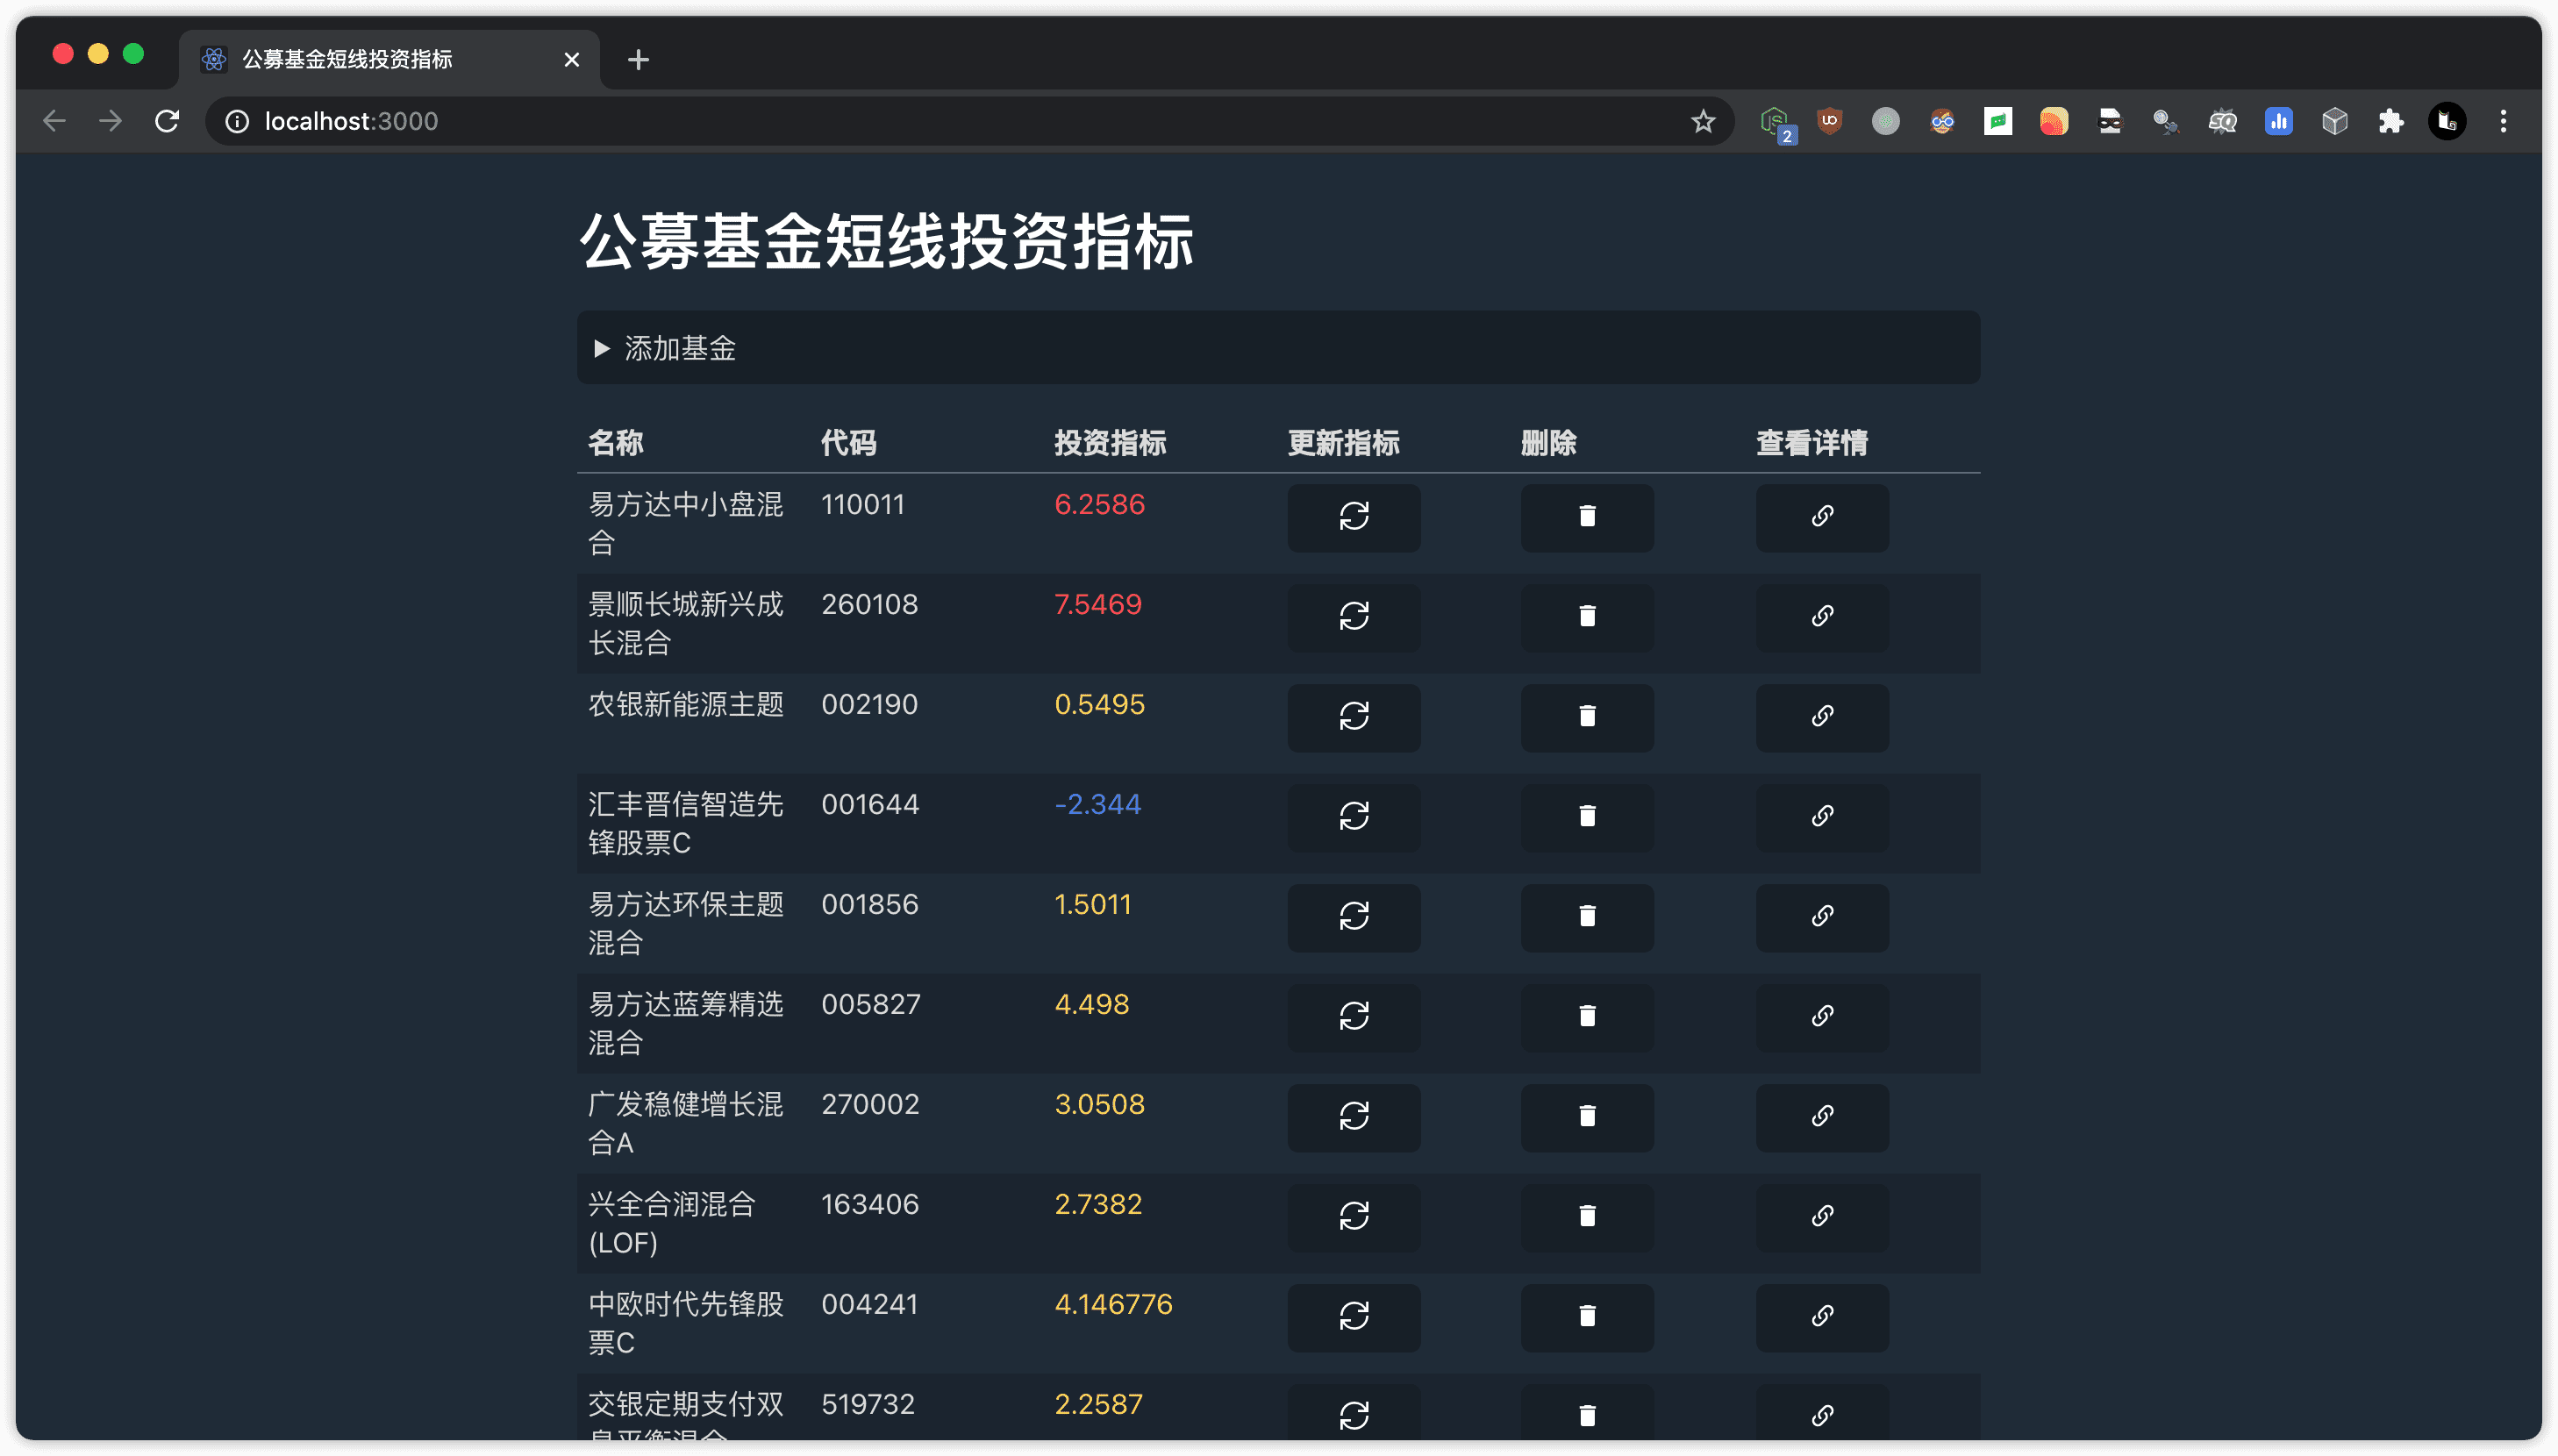 公募基金短线投资指标
localhost:3000
2
公募基金短线投资指标
添加基金
名称 代码 投资指标 更新指标 删除 查看详情
易方达中小盘混 110011 6.2586
合
景顺长城新兴成 260108 7.5469
长混合
农银新能源主题 002190 0.5495
汇丰晋信智造先 001644 -2.344
锋股票C
易方达环保主题 001856 1.5011
混合
易方达蓝筹精选 005827 4.498
混合
广发稳健增长混 270002 3.0508
合A
兴全合润混合 163406 2.7382
(LOF)
中欧时代先锋股 004241 4.146776
票C
交银定期支付双 519732 2.2587
息平衡混合